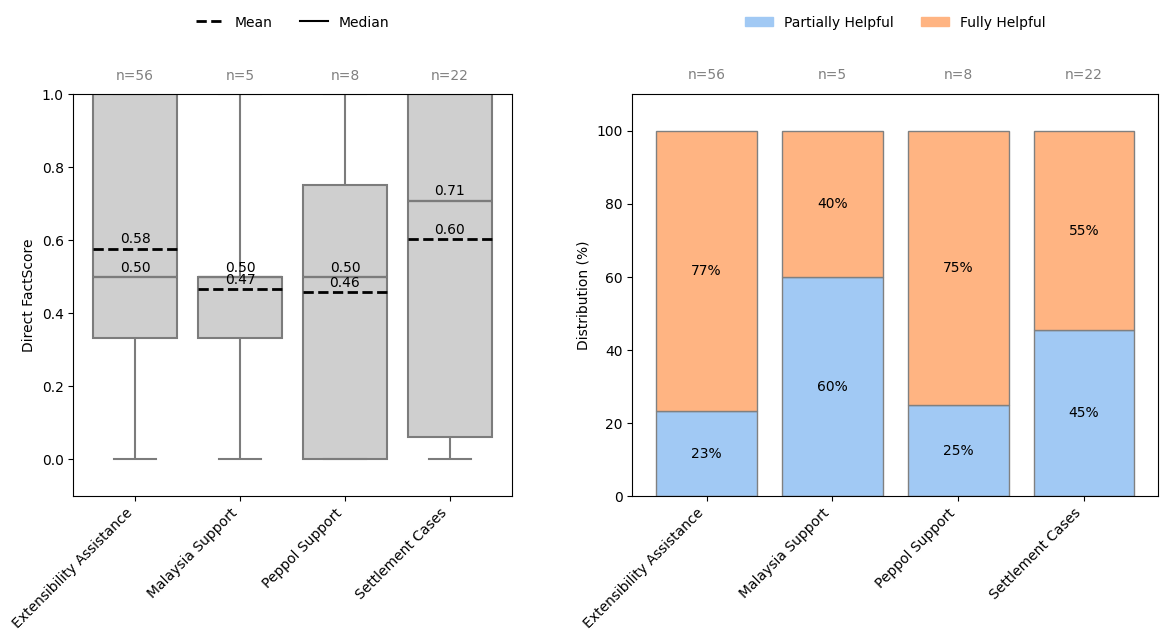 Mean Median
n=56 n=5 n=8 n=22
Direct FactScore
1.0
0.8
0.6
0.4
0.2
0.0
0.58
0.50
0.50
0.47
0.50
0.46
0.71
0.60
Extensibility Assistance
Malaysia Support
Peppol Support
Settlement Cases
Partially Helpful Fully Helpful
n=56 n=5 n=8 n=22
Distribution (%)
100
80
60
40
20
0
77%
23%
40%
60%
75%
25%
55%
45%
Extensibility Assistance
Malaysia Support
Peppol Support
Settlement Cases